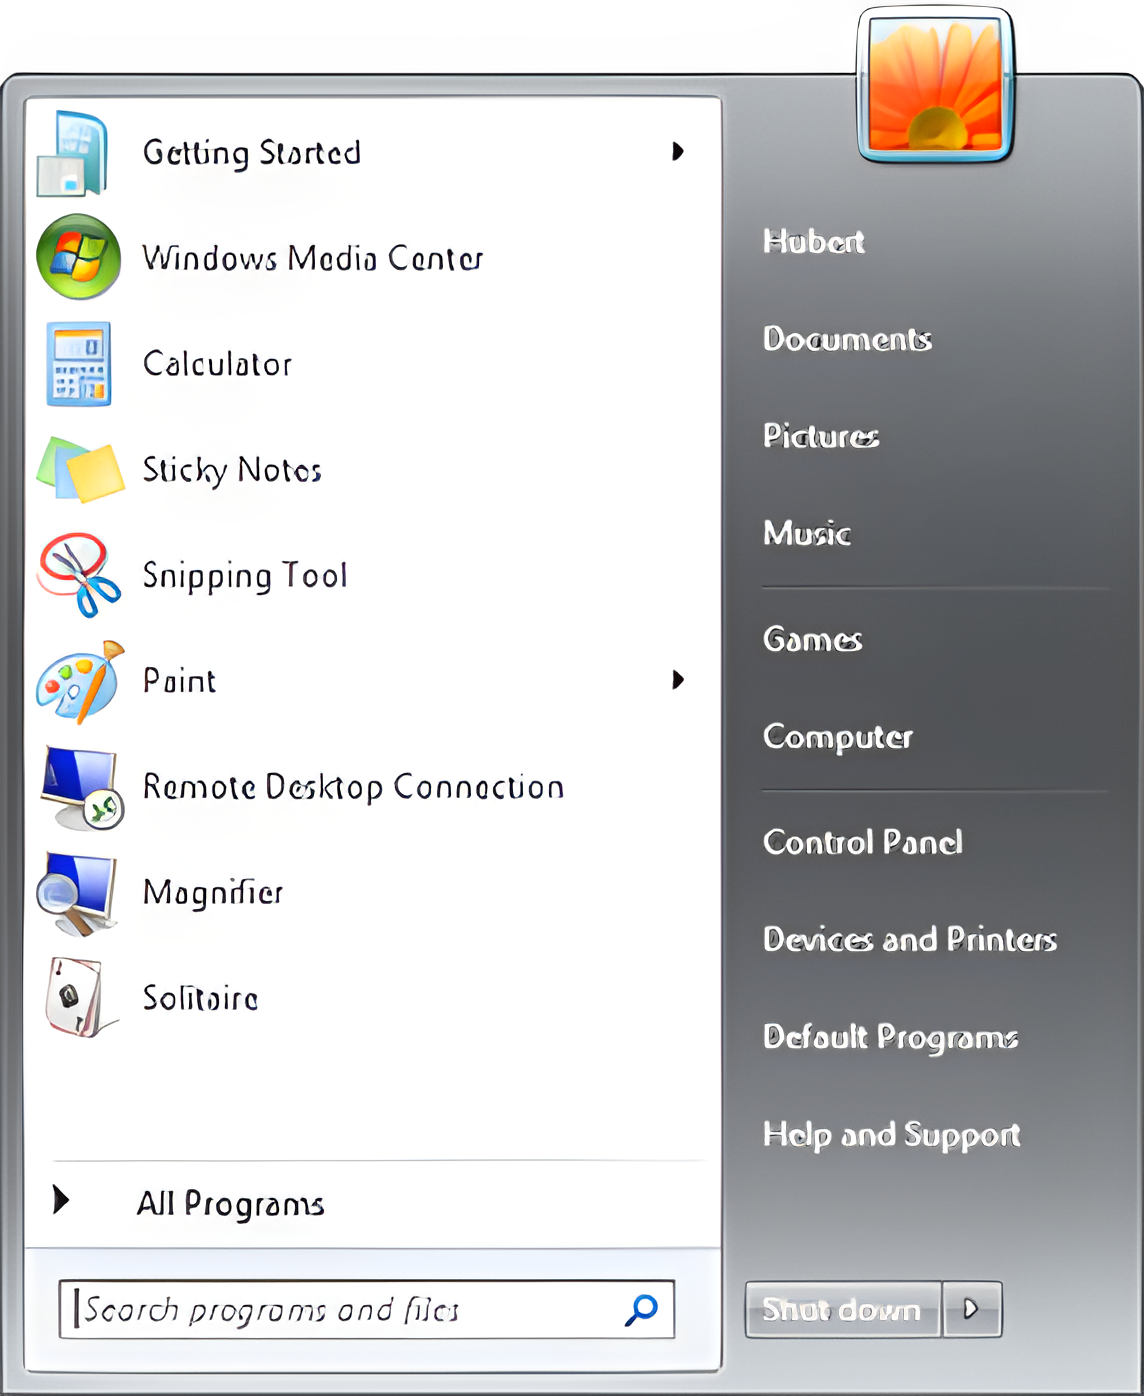 Getting Started
Windows Media Center
Calculator
Sticky Notes
Snipping Tool
Paint
Remote Desktop Connection
Magnifier
Solitaire
All Programs
Search programs and files
Hubert
Documents
Pictures
Music
Games
Computer
Control Panel
Devices and Printers
Default Programs
Help and Support
Shut down